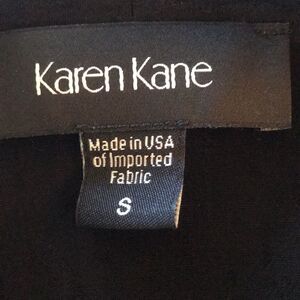 Karen Kane
Made in USA
of Imported
Fabric
S